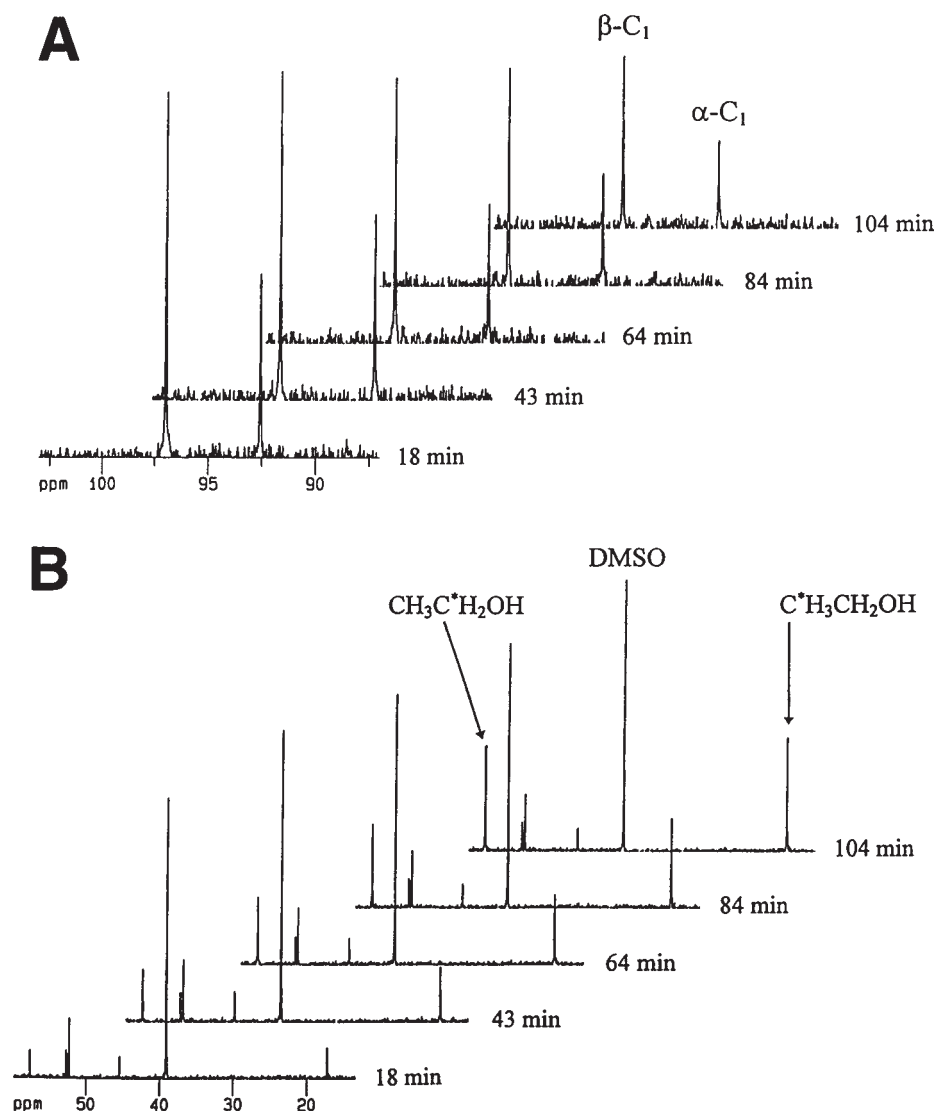 A
β-C₁
α-C₁
104 min
84 min
64 min
43 min
18 min
ppm 100 95 90
B
DMSO
CH₃C*H₂OH
C*H₃CH₂OH
104 min
84 min
64 min
43 min
18 min
ppm 50 40 30 20